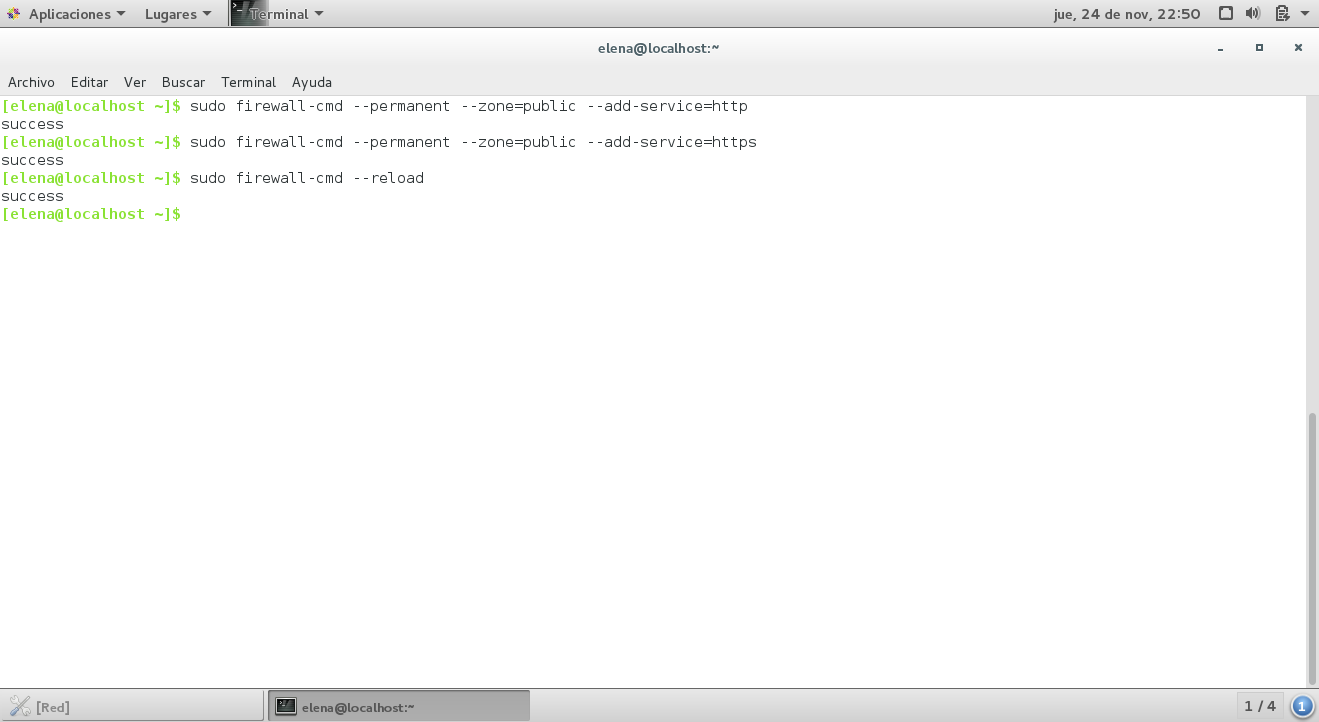 Aplicaciones Lugares Terminal jue, 24 de nov, 22:50
elena@localhost:~
Archivo Editar Ver Buscar Terminal Ayuda
[elena@localhost ~]$ sudo firewall-cmd --permanent --zone=public --add-service=http
success
[elena@localhost ~]$ sudo firewall-cmd --permanent --zone=public --add-service=https
success
[elena@localhost ~]$ sudo firewall-cmd --reload
success
[elena@localhost ~]$
[Red] elena@localhost:~ 1 / 4 1